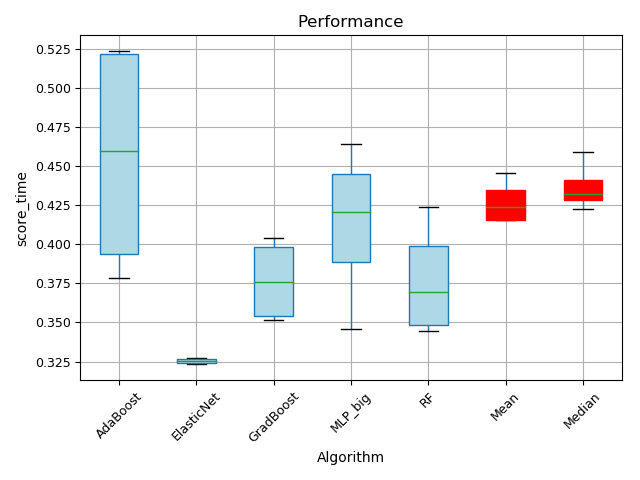 Performance
0.525
0.500
0.475
0.450
0.425
0.400
0.375
0.350
0.325
score_time
AdaBoost
ElasticNet
GradBoost
MLP_big
RF
Mean
Median
Algorithm